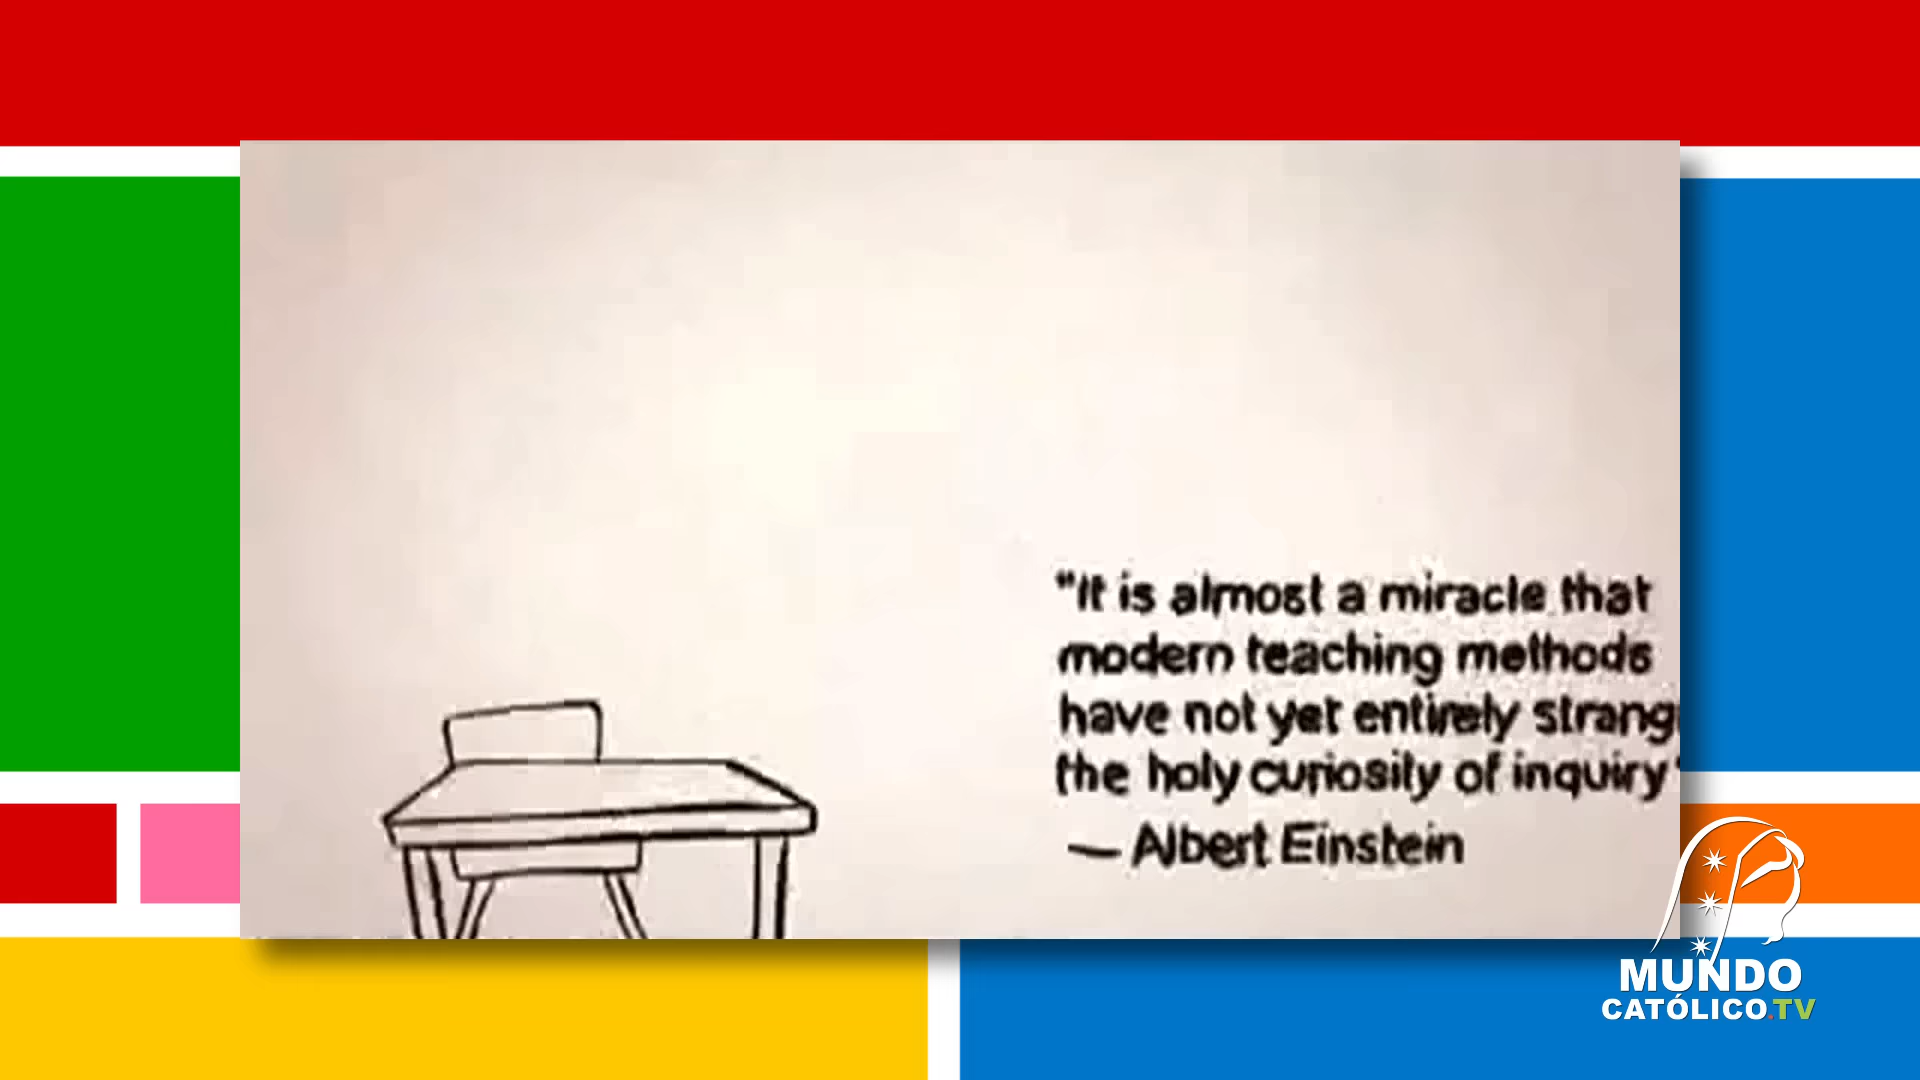 "It is almost a miracle that
modern teaching methods
have not yet entirely strang
the holy curiosity of inquiry"
— Albert Einstein
MUNDO
CATÓLICO.TV